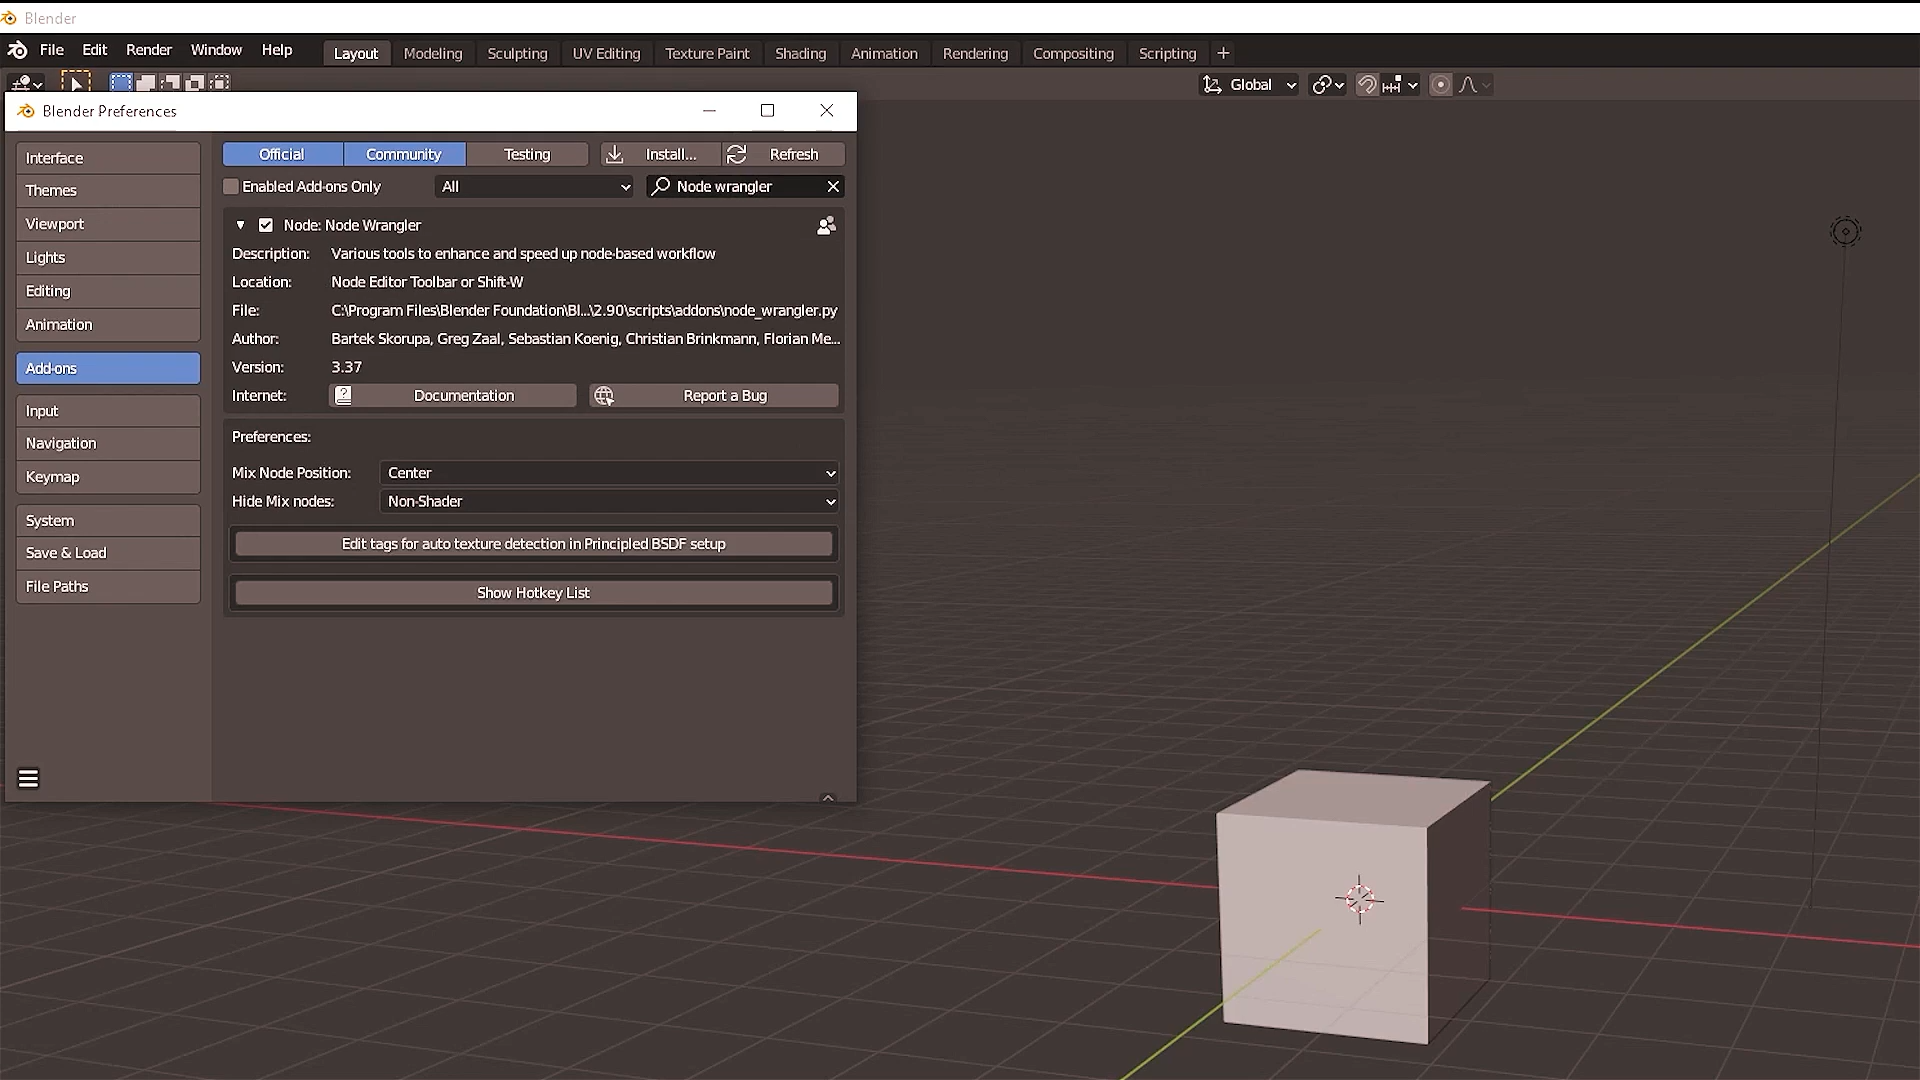 Blender
File Edit Render Window Help Layout Modeling Sculpting UV Editing Texture Paint Shading Animation Rendering Compositing Scripting +
Global
Blender Preferences
Interface
Themes
Viewport
Lights
Editing
Animation
Add-ons
Input
Navigation
Keymap
System
Save & Load
File Paths
Official Community Testing Install... Refresh
Enabled Add-ons Only All Node wrangler
Node: Node Wrangler
Description: Various tools to enhance and speed up node-based workflow
Location: Node Editor Toolbar or Shift-W
File: C:\Program Files\Blender Foundation\Bl...\2.90\scripts\addons\node_wrangler.py
Author: Bartek Skorupa, Greg Zaal, Sebastian Koenig, Christian Brinkmann, Florian Me...
Version: 3.37
Internet: Documentation Report a Bug
Preferences:
Mix Node Position: Center
Hide Mix nodes: Non-Shader
Edit tags for auto texture detection in Principled BSDF setup
Show Hotkey List